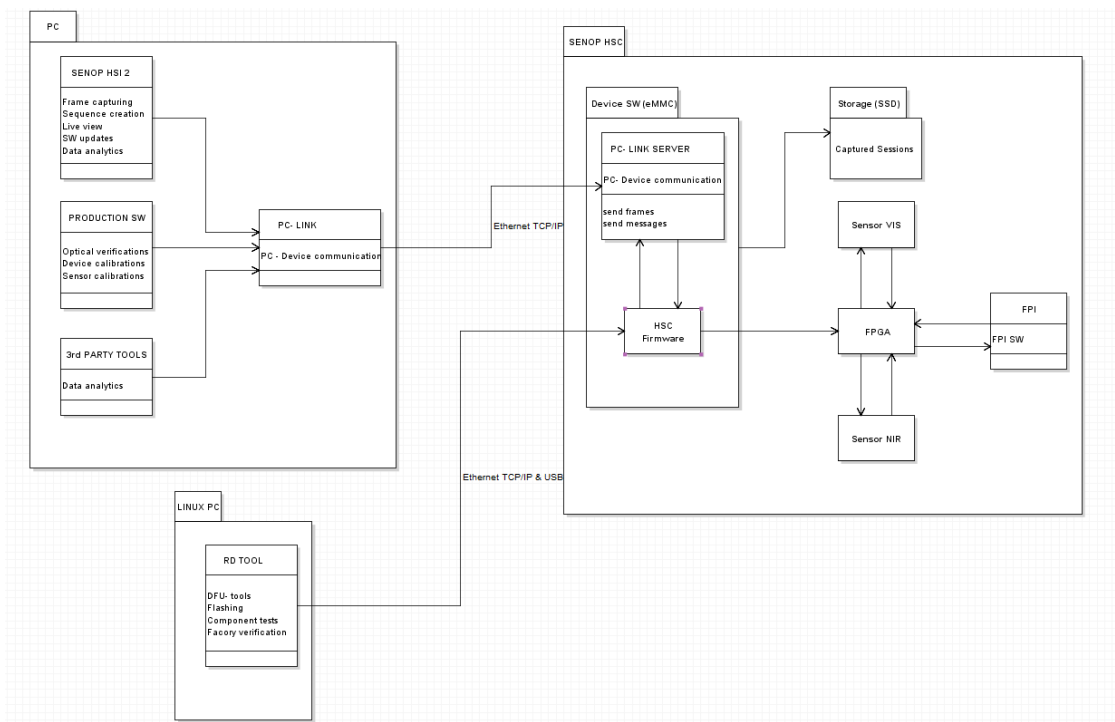 PC
SENOP HSI 2
Frame capturing
Sequence creation
Live view
SW updates
Data analytics
PRODUCTION SW
Optical verifications
Device calibrations
Sensor calibrations
3rd PARTY TOOLS
Data analytics
PC- LINK
PC - Device communication
Ethernet TCP/IP
SENOP HSC
Device SW (eMMC)
PC- LINK SERVER
PC- Device communication
send frames
send messages
HSC
Firmware
Storage (SSD)
Captured Sessions
Sensor VIS
FPGA
FPI
FPI SW
Sensor NIR
Ethernet TCP/IP & USB
LINUX PC
RD TOOL
DFU- tools
Flashing
Component tests
Facory verification